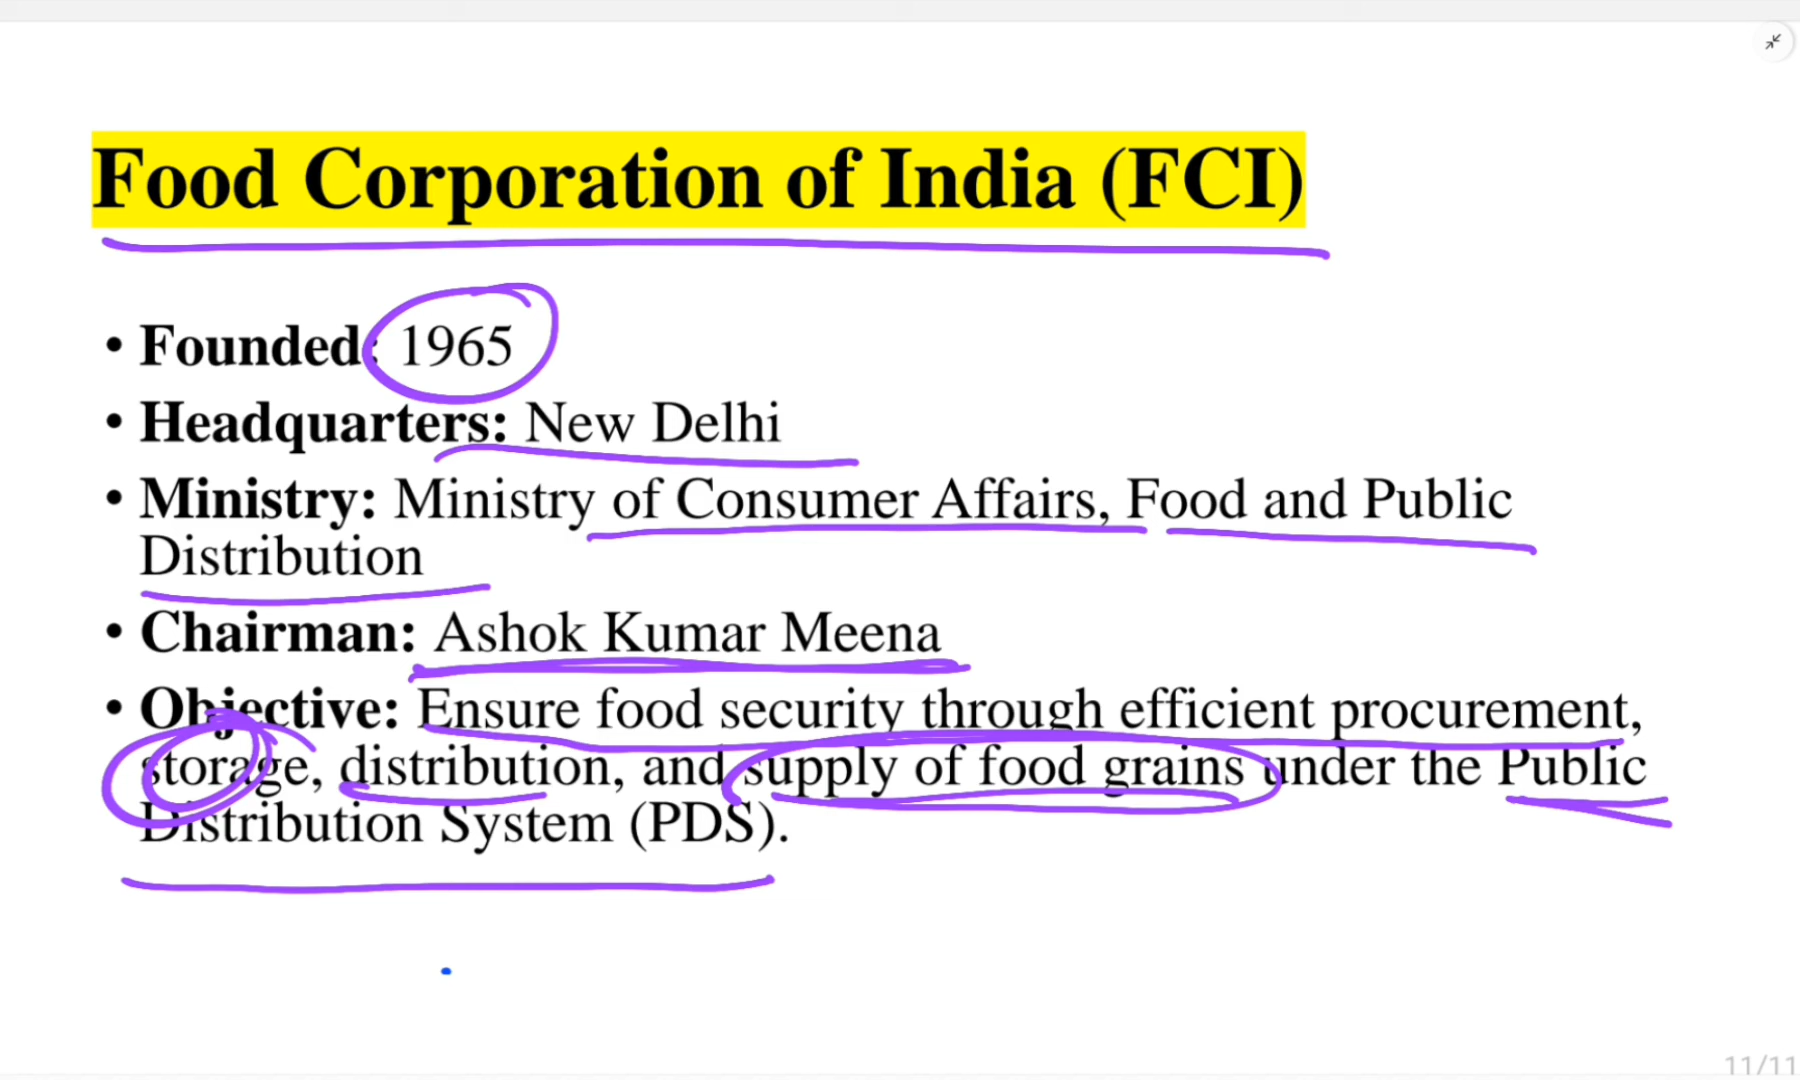 Food Corporation of India (FCI)
• Founded: 1965
• Headquarters: New Delhi
• Ministry: Ministry of Consumer Affairs, Food and Public
Distribution
• Chairman: Ashok Kumar Meena
• Objective: Ensure food security through efficient procurement,
storage, distribution, and supply of food grains under the Public
Distribution System (PDS).
11/11